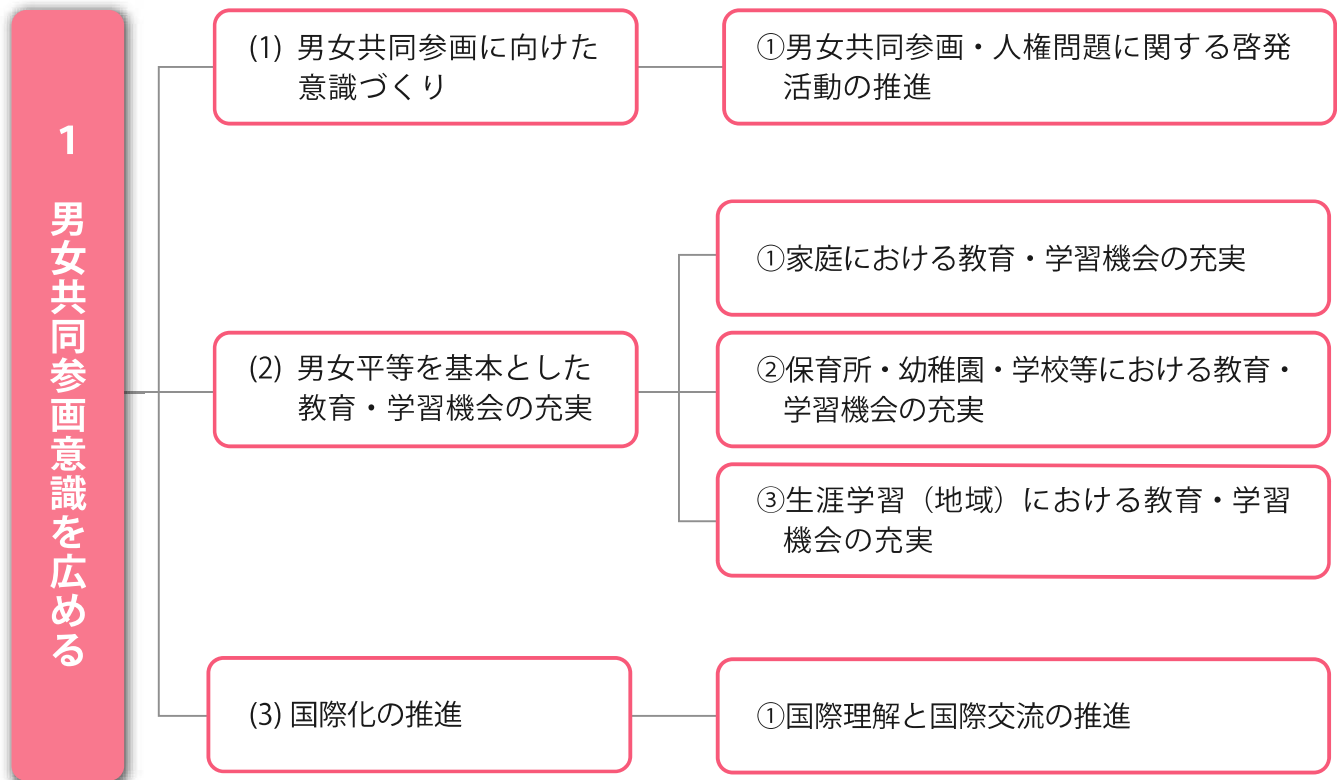 1 男女共同参画意識を広める
(1) 男女共同参画に向けた
意識づくり
①男女共同参画・人権問題に関する啓発
活動の推進
(2) 男女平等を基本とした
教育・学習機会の充実
①家庭における教育・学習機会の充実
②保育所・幼稚園・学校等における教育・
学習機会の充実
③生涯学習（地域）における教育・学習
機会の充実
(3) 国際化の推進
①国際理解と国際交流の推進